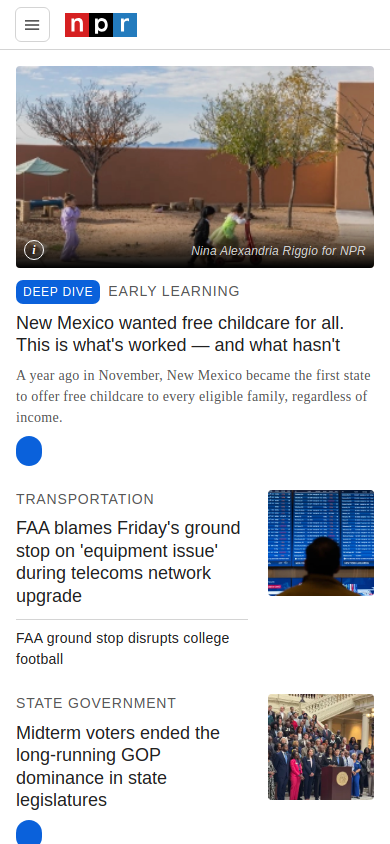 npr
i
Nina Alexandria Riggio for NPR
DEEP DIVE EARLY LEARNING
New Mexico wanted free childcare for all.
This is what's worked — and what hasn't
A year ago in November, New Mexico became the first state
to offer free childcare to every eligible family, regardless of
income.
TRANSPORTATION
FAA blames Friday's ground
stop on 'equipment issue'
during telecoms network
upgrade
FAA ground stop disrupts college
football
STATE GOVERNMENT
Midterm voters ended the
long-running GOP
dominance in state
legislatures